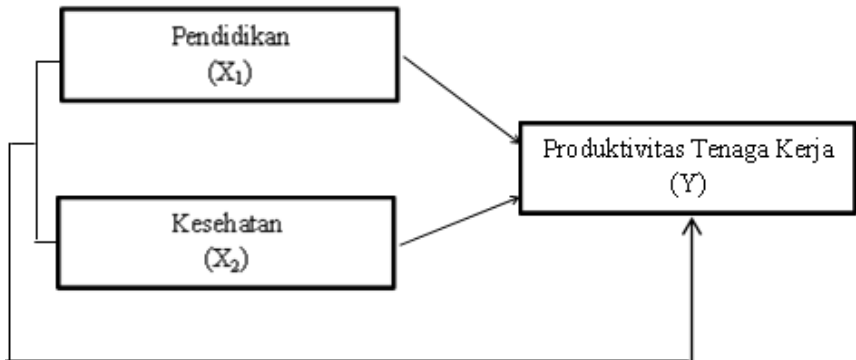 Pendidikan
(X₁)
Produktivitas Tenaga Kerja
(Y)
Kesehatan
(X₂)